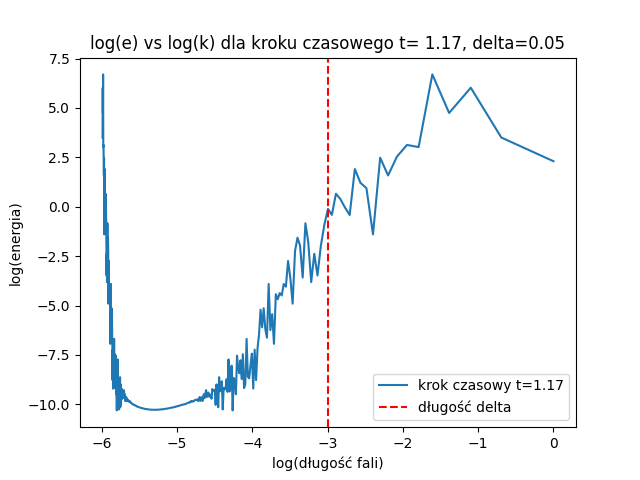 log(e) vs log(k) dla kroku czasowego t= 1.17, delta=0.05
7.5
5.0
2.5
0.0
−2.5
−5.0
−7.5
−10.0
log(energia)
krok czasowy t=1.17
długość delta
−6 −5 −4 −3 −2 −1 0
log(długość fali)